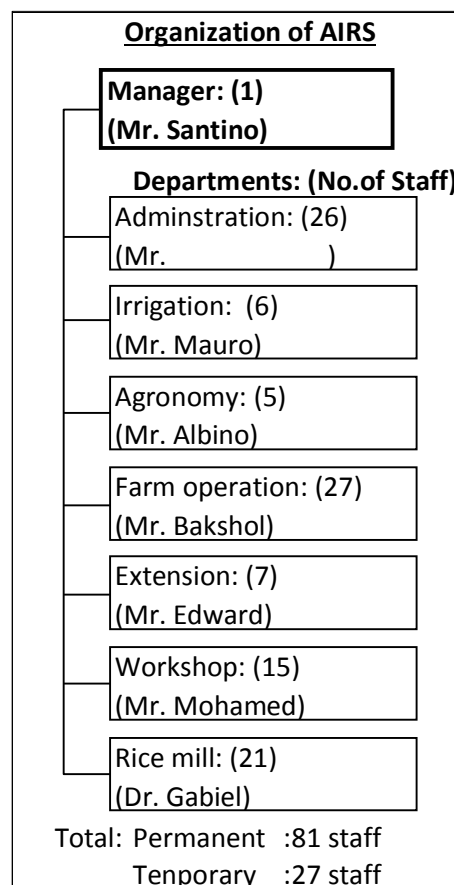 Organization of AIRS
Manager: (1)
(Mr. Santino)
Departments: (No.of Staff)
Adminstration: (26)
(Mr. )
Irrigation: (6)
(Mr. Mauro)
Agronomy: (5)
(Mr. Albino)
Farm operation: (27)
(Mr. Bakshol)
Extension: (7)
(Mr. Edward)
Workshop: (15)
(Mr. Mohamed)
Rice mill: (21)
(Dr. Gabiel)
Total: Permanent :81 staff
Tenporary :27 staff